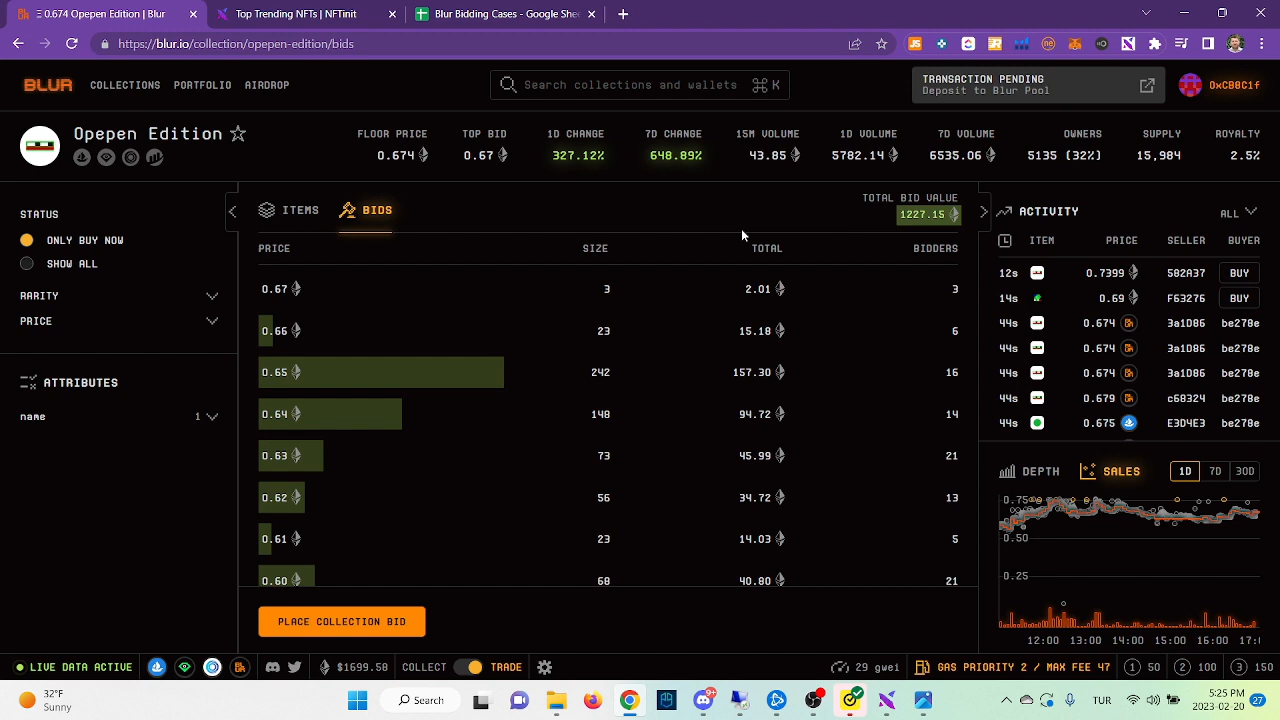 Ξ 0.674 Opepen Edition | Blur
Top Trending NFTs | NFTinit
Blur Bidding Cases - Google She
https://blur.io/collection/opepen-edition/bids
BLUR
COLLECTIONS
PORTFOLIO
AIRDROP
Search collections and wallets
⌘ K
TRANSACTION PENDING
Deposit to Blur Pool
0xCB8C1f
Opepen Edition
FLOOR PRICE
0.674
TOP BID
0.67
1D CHANGE
327.12%
7D CHANGE
648.89%
15M VOLUME
43.85
1D VOLUME
5782.14
7D VOLUME
6535.06
OWNERS
5135 (32%)
SUPPLY
15,984
ROYALTY
2.5%
STATUS
ONLY BUY NOW
SHOW ALL
RARITY
PRICE
ATTRIBUTES
name 1
ITEMS
BIDS
TOTAL BID VALUE
1227.15
PRICE SIZE TOTAL BIDDERS
0.67 3 2.01 3
0.66 23 15.18 6
0.65 242 157.30 16
0.64 148 94.72 14
0.63 73 45.99 21
0.62 56 34.72 13
0.61 23 14.03 5
0.60 68 40.80 21
PLACE COLLECTION BID
ACTIVITY
ALL
ITEM PRICE SELLER BUYER
12s 0.7399 582A37 BUY
14s 0.69 F63276 BUY
44s 0.674 3a1D86 be278e
44s 0.674 3a1D86 be278e
44s 0.674 3a1D86 be278e
44s 0.679 c68324 be278e
44s 0.675 E3D4E3 be278e
DEPTH
SALES
1D 7D 30D
0.75
0.50
0.25
12:00 13:00 14:00 15:00 16:00 17:0
LIVE DATA ACTIVE
$1699.50
COLLECT
TRADE
29 gwei
GAS PRIORITY 2 / MAX FEE 47
1 50
2 100
3 150
32°F
Sunny
Search
9+
TUR
5:25 PM
2023-02-20
27